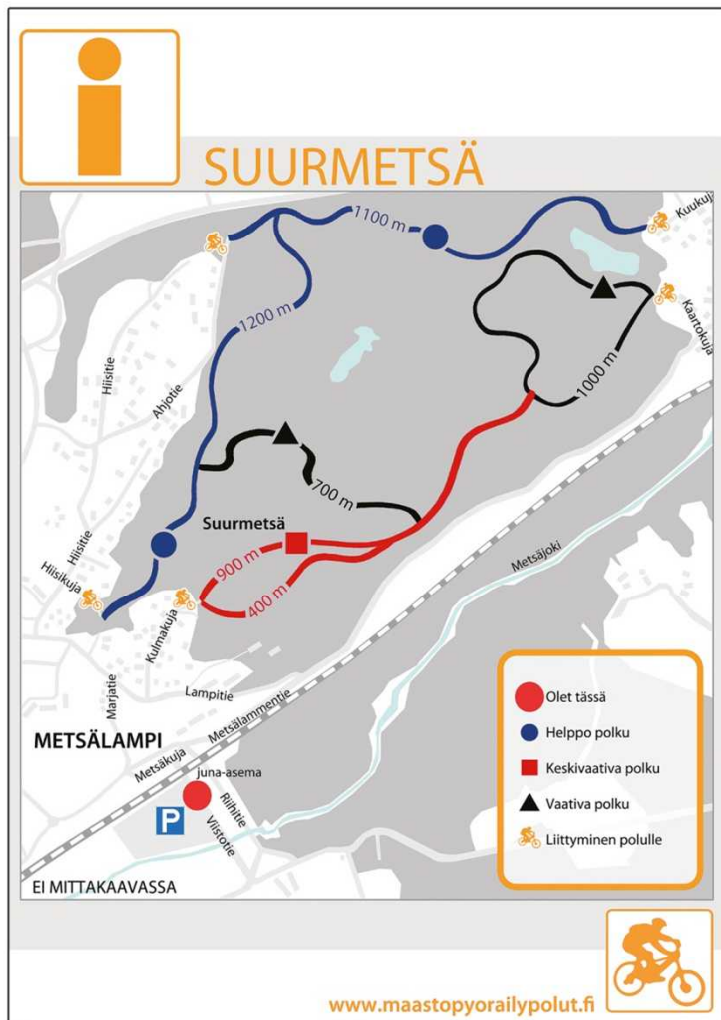 i
SUURMETSÄ
1100 m
Kuukuj
1200 m
Kaartokuja
1000 m
Hiisitie
Ahjotie
700 m
Suurmetsä
Hiisitie
900 m
400 m
Metsäjoki
Hiisikuja
Kulmakuja
Marjatie
Lampitie
Metsälammentie
METSÄLAMPI
Metsäkuja
juna-asema
Riihitie
P
Viistotie
EI MITTAKAAVASSA
Olet tässä
Helppo polku
Keskivaativa polku
Vaativa polku
Liittyminen polulle
www.maastopyorailypolut.fi